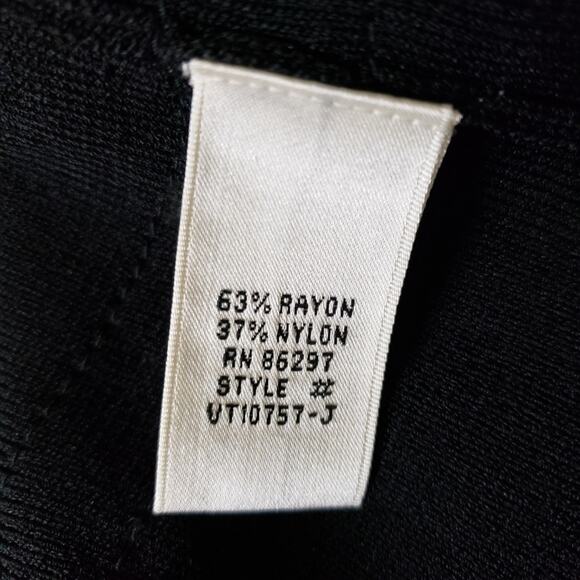 63% RAYON
37% NYLON
RN 86297
STYLE #
VT10757-J